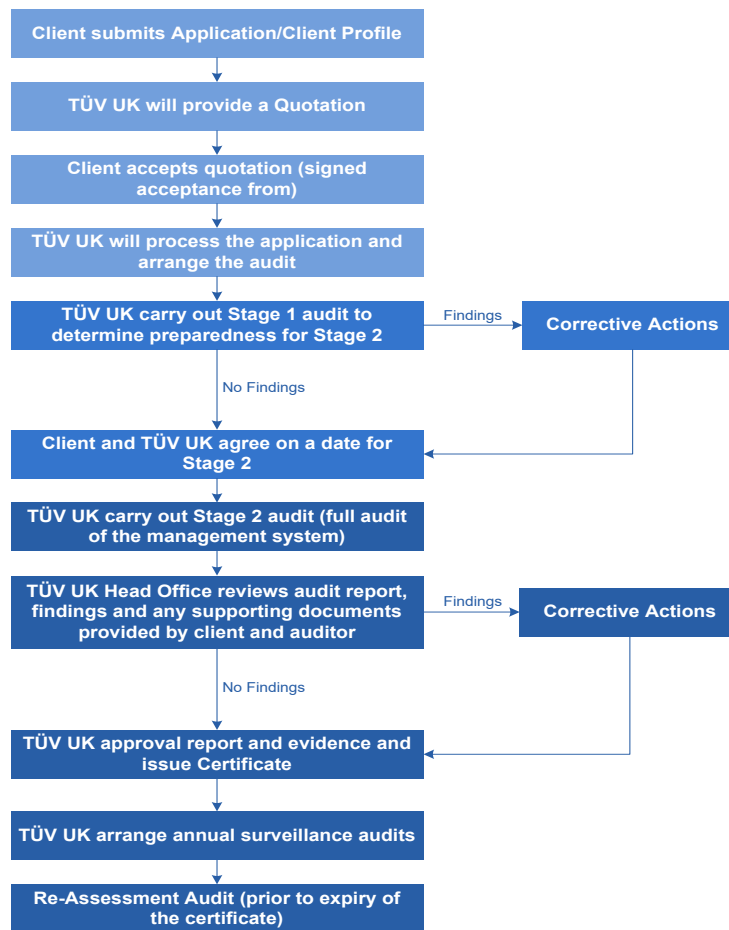 Client submits Application/Client Profile
TÜV UK will provide a Quotation
Client accepts quotation (signed
acceptance from)
TÜV UK will process the application and
arrange the audit
TÜV UK carry out Stage 1 audit to
determine preparedness for Stage 2
Findings
Corrective Actions
No Findings
Client and TÜV UK agree on a date for
Stage 2
TÜV UK carry out Stage 2 audit (full audit
of the management system)
TÜV UK Head Office reviews audit report,
findings and any supporting documents
provided by client and auditor
Findings
Corrective Actions
No Findings
TÜV UK approval report and evidence and
issue Certificate
TÜV UK arrange annual surveillance audits
Re-Assessment Audit (prior to expiry of
the certificate)